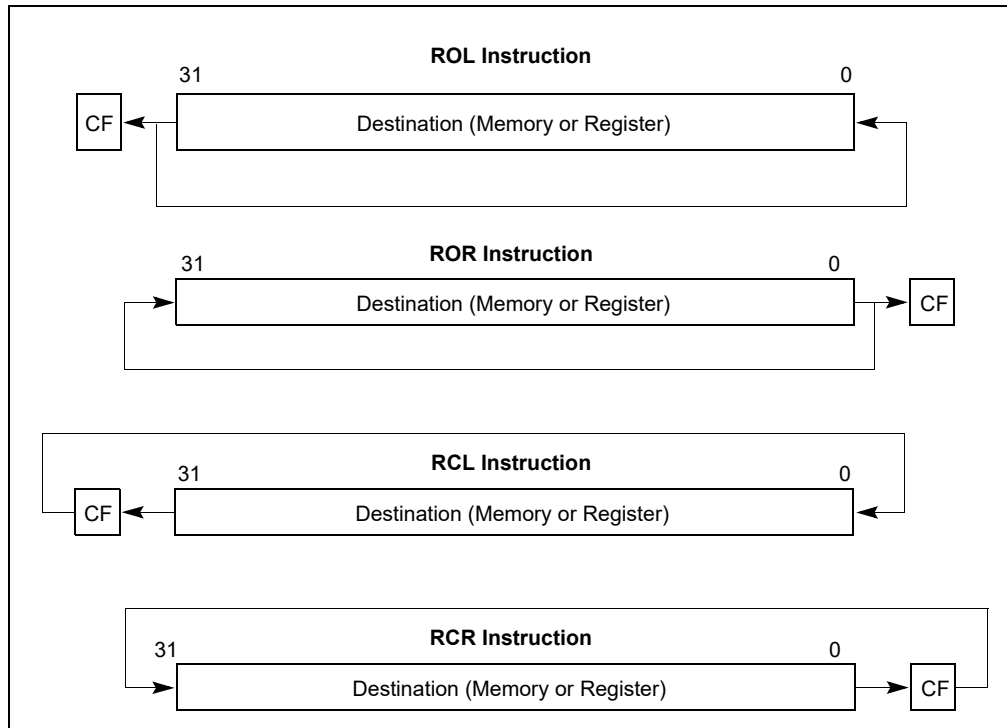 ROL Instruction
31 0
CF Destination (Memory or Register)
ROR Instruction
31 0
Destination (Memory or Register) CF
RCL Instruction
31 0
CF Destination (Memory or Register)
RCR Instruction
31 0
Destination (Memory or Register) CF